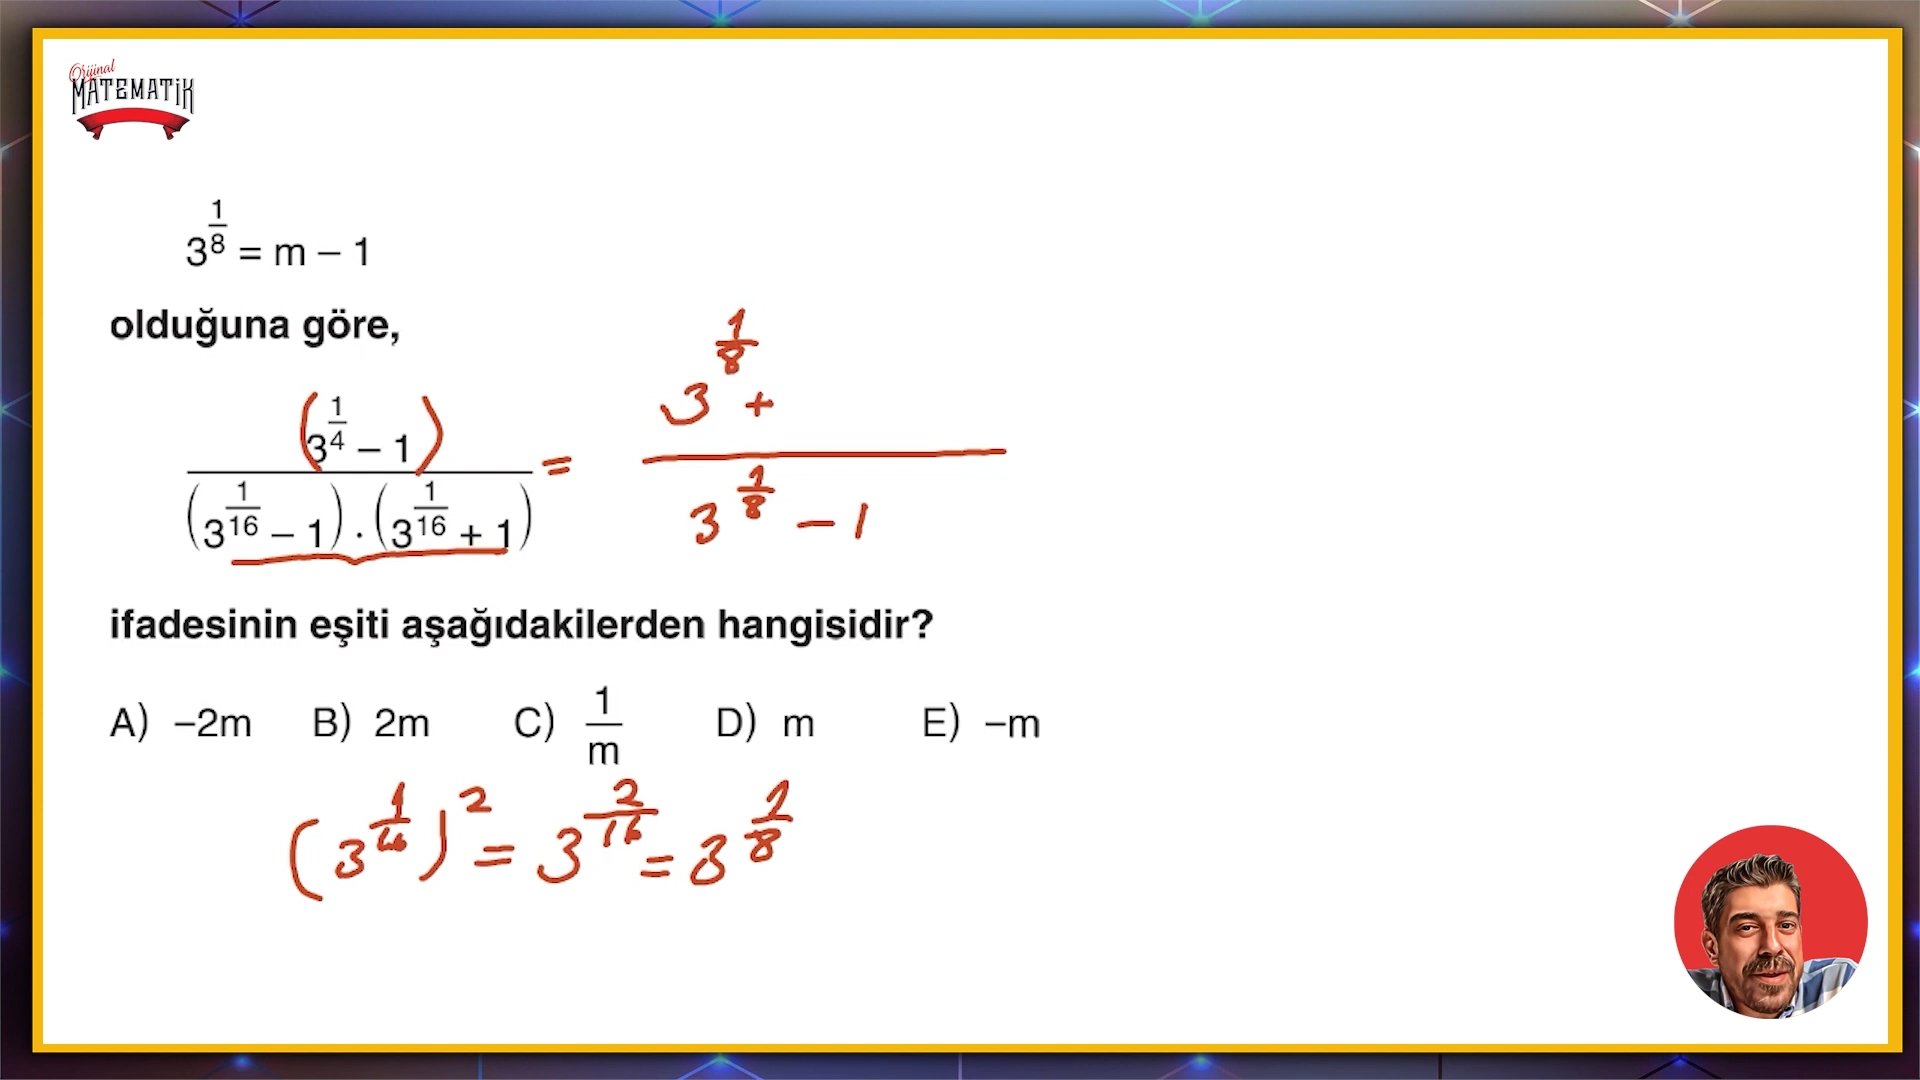 Orijinal
MATEMATİK
3^(1/8) = m – 1
olduğuna göre,
(3^(1/4) – 1) / ((3^(1/16) – 1) · (3^(1/16) + 1)) = (3^(1/8) +) / (3^(1/8) – 1)
ifadesinin eşiti aşağıdakilerden hangisidir?
A) –2m B) 2m C) 1/m D) m E) –m
(3^(1/16))^2 = 3^(2/16) = 3^(1/8)